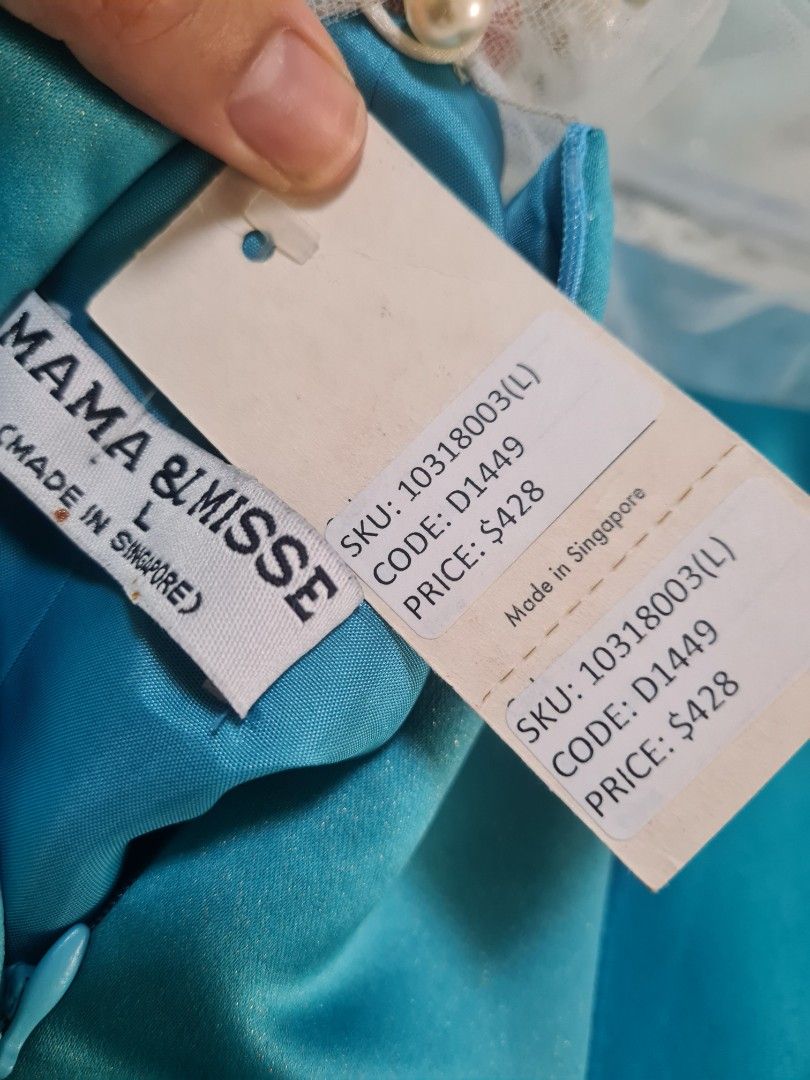 MAMA & MISSE
L
(MADE IN SINGAPORE)
SKU: 10318003(L)
CODE: D1449
PRICE: $428
Made in Singapore
SKU: 10318003(L)
CODE: D1449
PRICE: $428